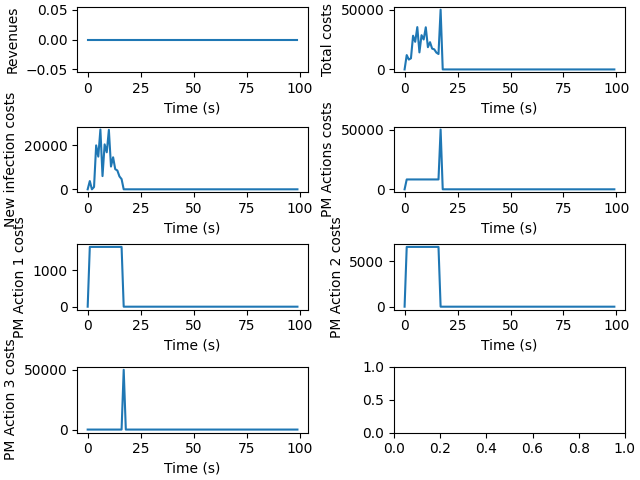 Revenues
0.05
0.00
−0.05
0 25 50 75 100
Time (s)
Total costs
50000
0
0 25 50 75 100
Time (s)
New infection costs
20000
0
0 25 50 75 100
Time (s)
PM Actions costs
50000
0
0 25 50 75 100
Time (s)
PM Action 1 costs
1000
0
0 25 50 75 100
Time (s)
PM Action 2 costs
5000
0
0 25 50 75 100
Time (s)
PM Action 3 costs
50000
0
0 25 50 75 100
Time (s)
1.0
0.5
0.0
0.0 0.2 0.4 0.6 0.8 1.0